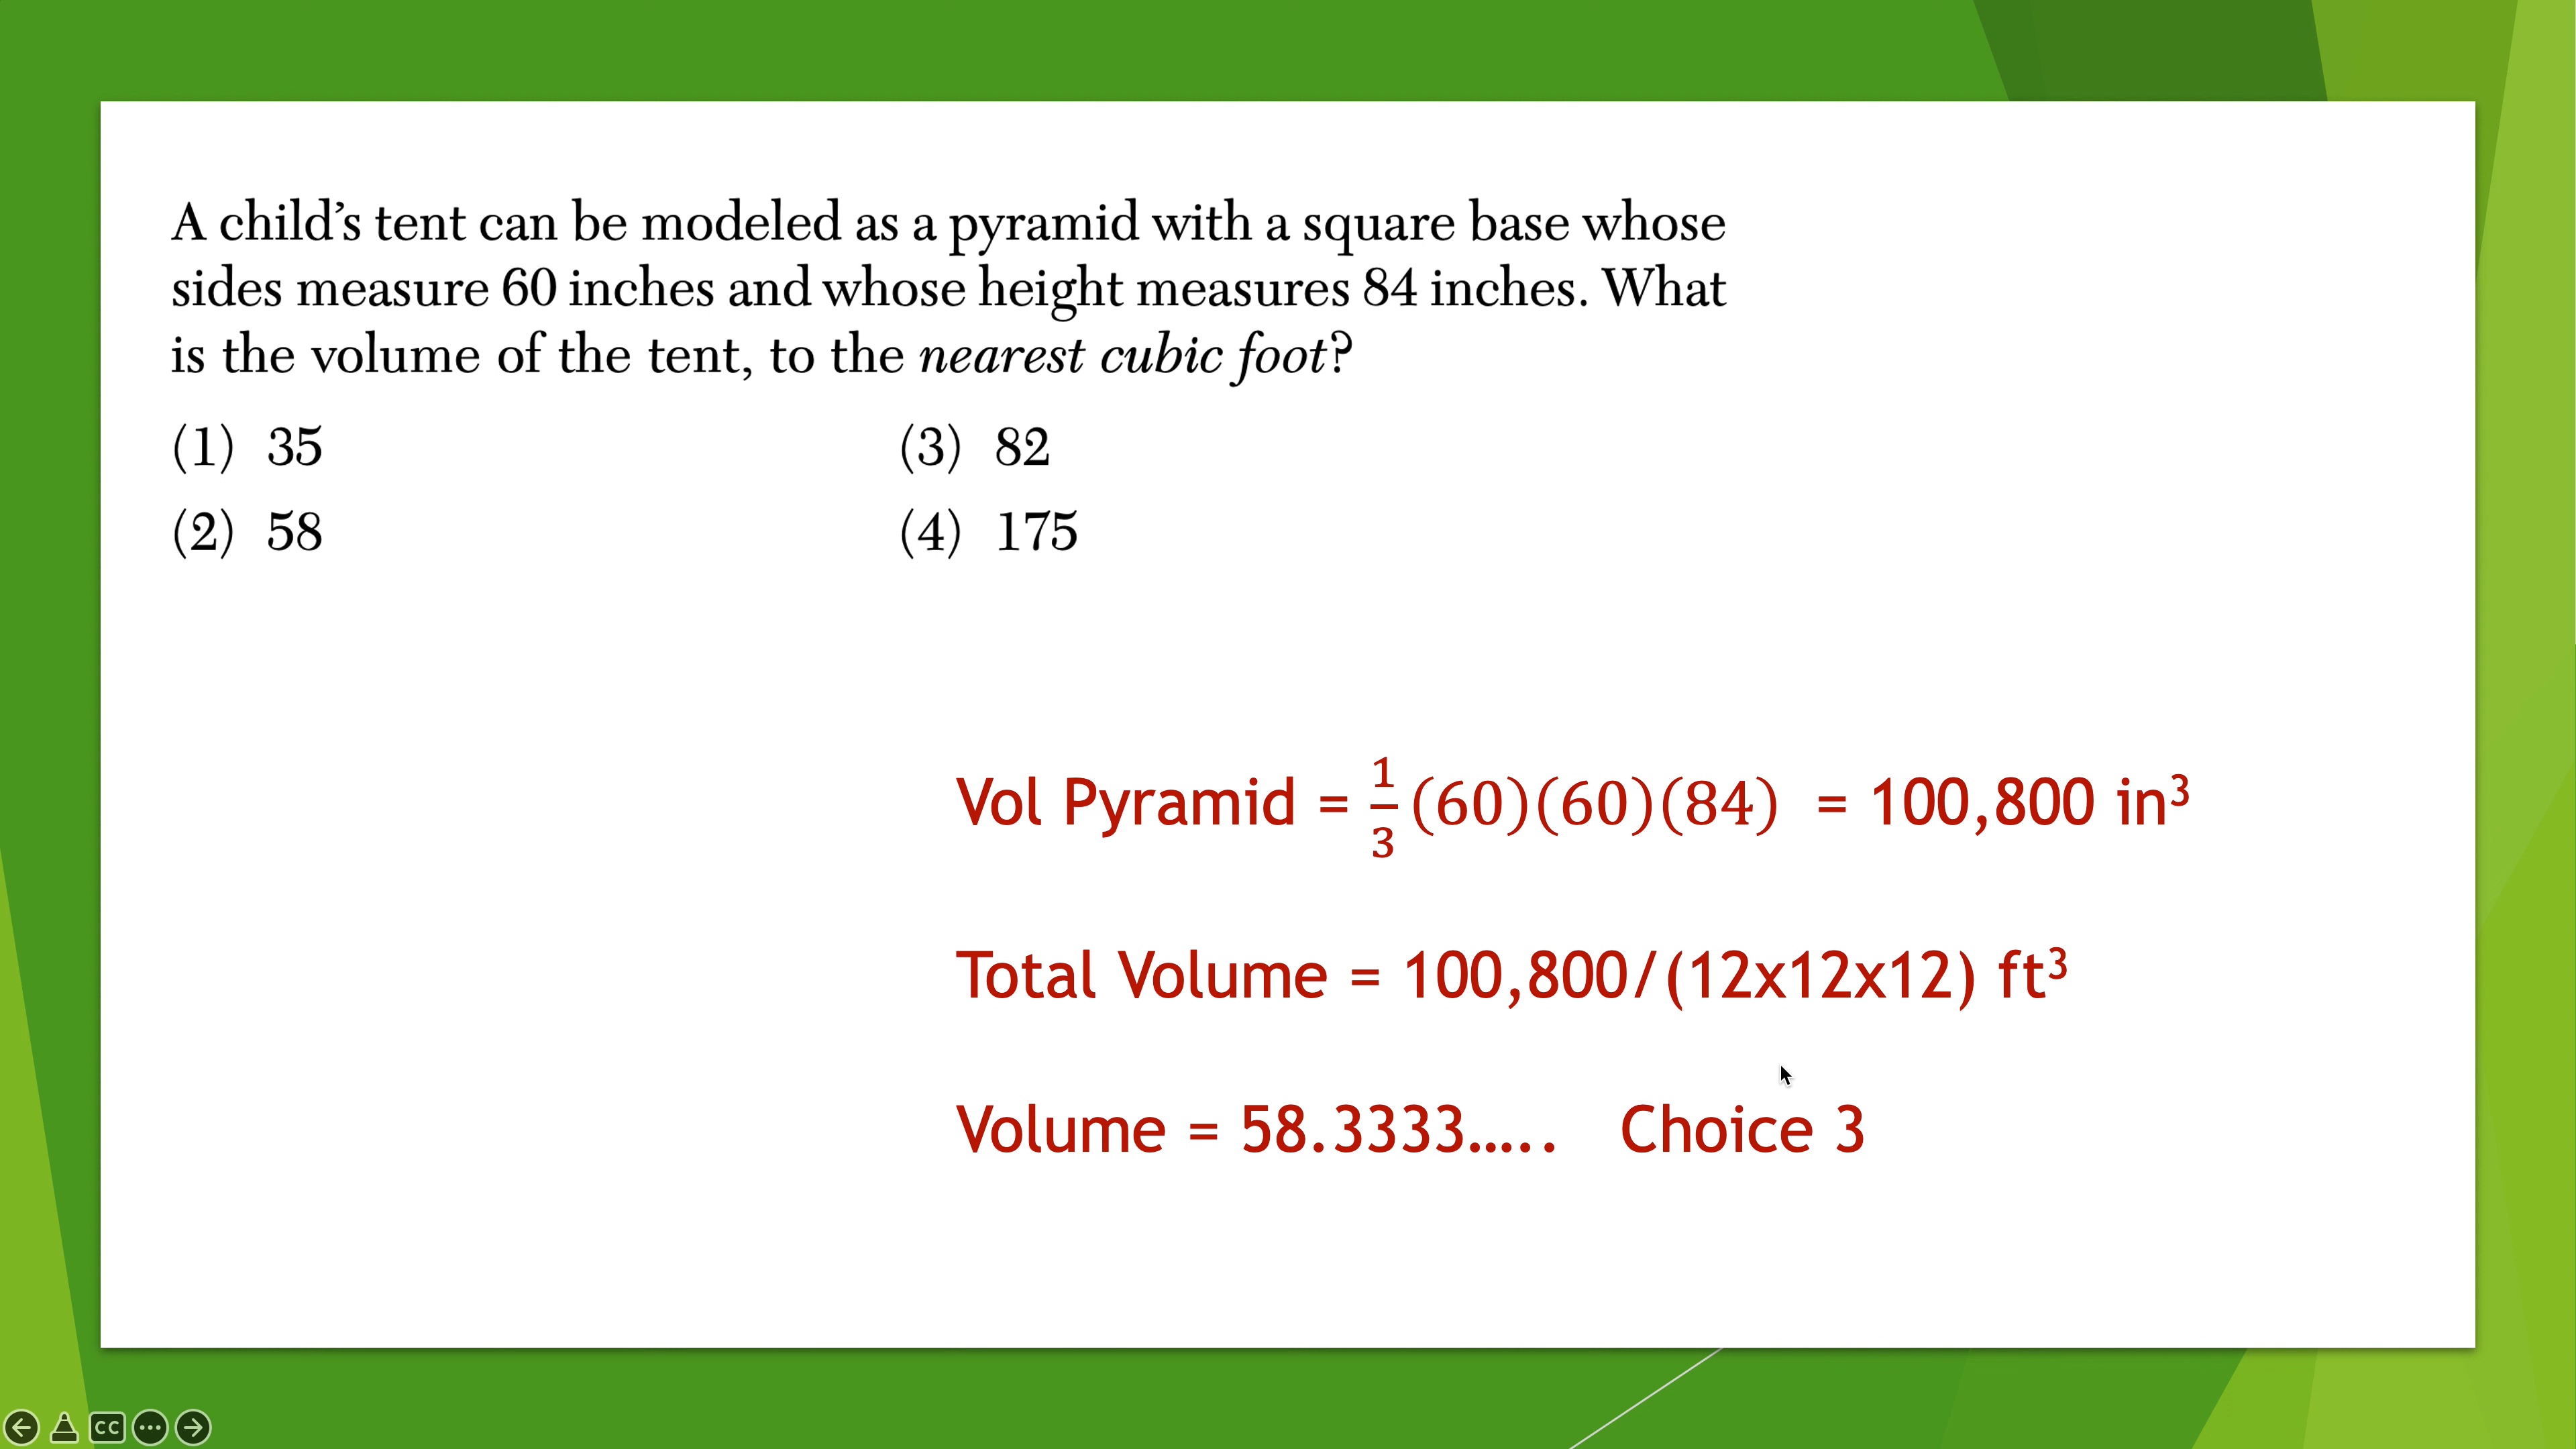 A child’s tent can be modeled as a pyramid with a square base whose
sides measure 60 inches and whose height measures 84 inches. What
is the volume of the tent, to the nearest cubic foot?
(1) 35
(3) 82
(2) 58
(4) 175
Vol Pyramid = 1/3 (60)(60)(84) = 100,800 in³
Total Volume = 100,800/(12x12x12) ft³
Volume = 58.3333….. Choice 3
CC